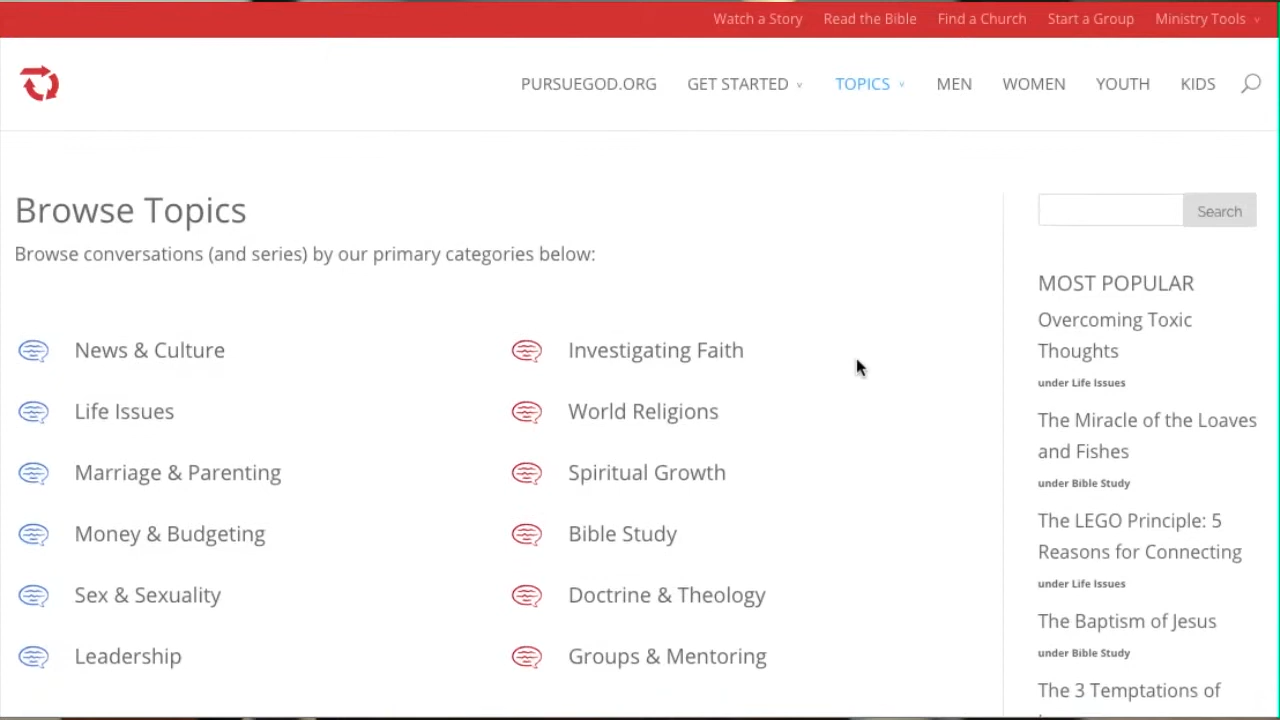 Watch a Story Read the Bible Find a Church Start a Group Ministry Tools
PURSUEGOD.ORG GET STARTED TOPICS MEN WOMEN YOUTH KIDS
Browse Topics
Browse conversations (and series) by our primary categories below:
News & Culture
Life Issues
Marriage & Parenting
Money & Budgeting
Sex & Sexuality
Leadership
Investigating Faith
World Religions
Spiritual Growth
Bible Study
Doctrine & Theology
Groups & Mentoring
Search
MOST POPULAR
Overcoming Toxic
Thoughts
under Life Issues
The Miracle of the Loaves
and Fishes
under Bible Study
The LEGO Principle: 5
Reasons for Connecting
under Life Issues
The Baptism of Jesus
under Bible Study
The 3 Temptations of